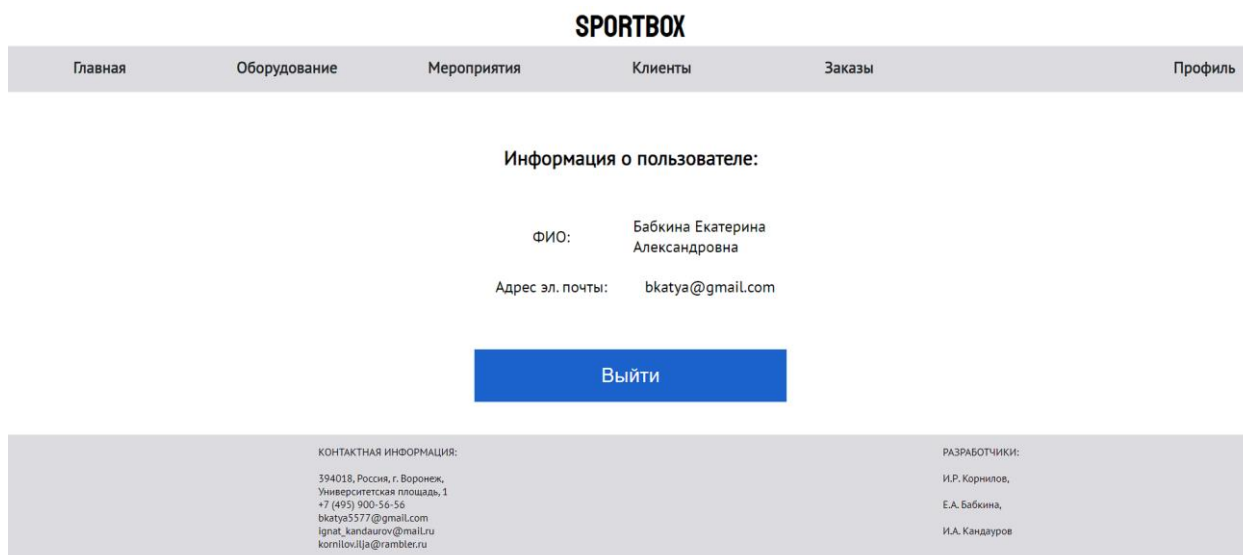 SPORTBOX
Главная Оборудование Мероприятия Клиенты Заказы Профиль
Информация о пользователе:
ФИО:
Бабкина Екатерина
Александровна
Адрес эл. почты: bkatya@gmail.com
Выйти
КОНТАКТНАЯ ИНФОРМАЦИЯ:
394018, Россия, г. Воронеж,
Университетская площадь, 1
+7 (495) 900-56-56
bkatya5577@gmail.com
ignat_kandaurov@mail.ru
kornilov.ilja@rambler.ru
РАЗРАБОТЧИКИ:
И.Р. Корнилов,
Е.А. Бабкина,
И.А. Кандауров